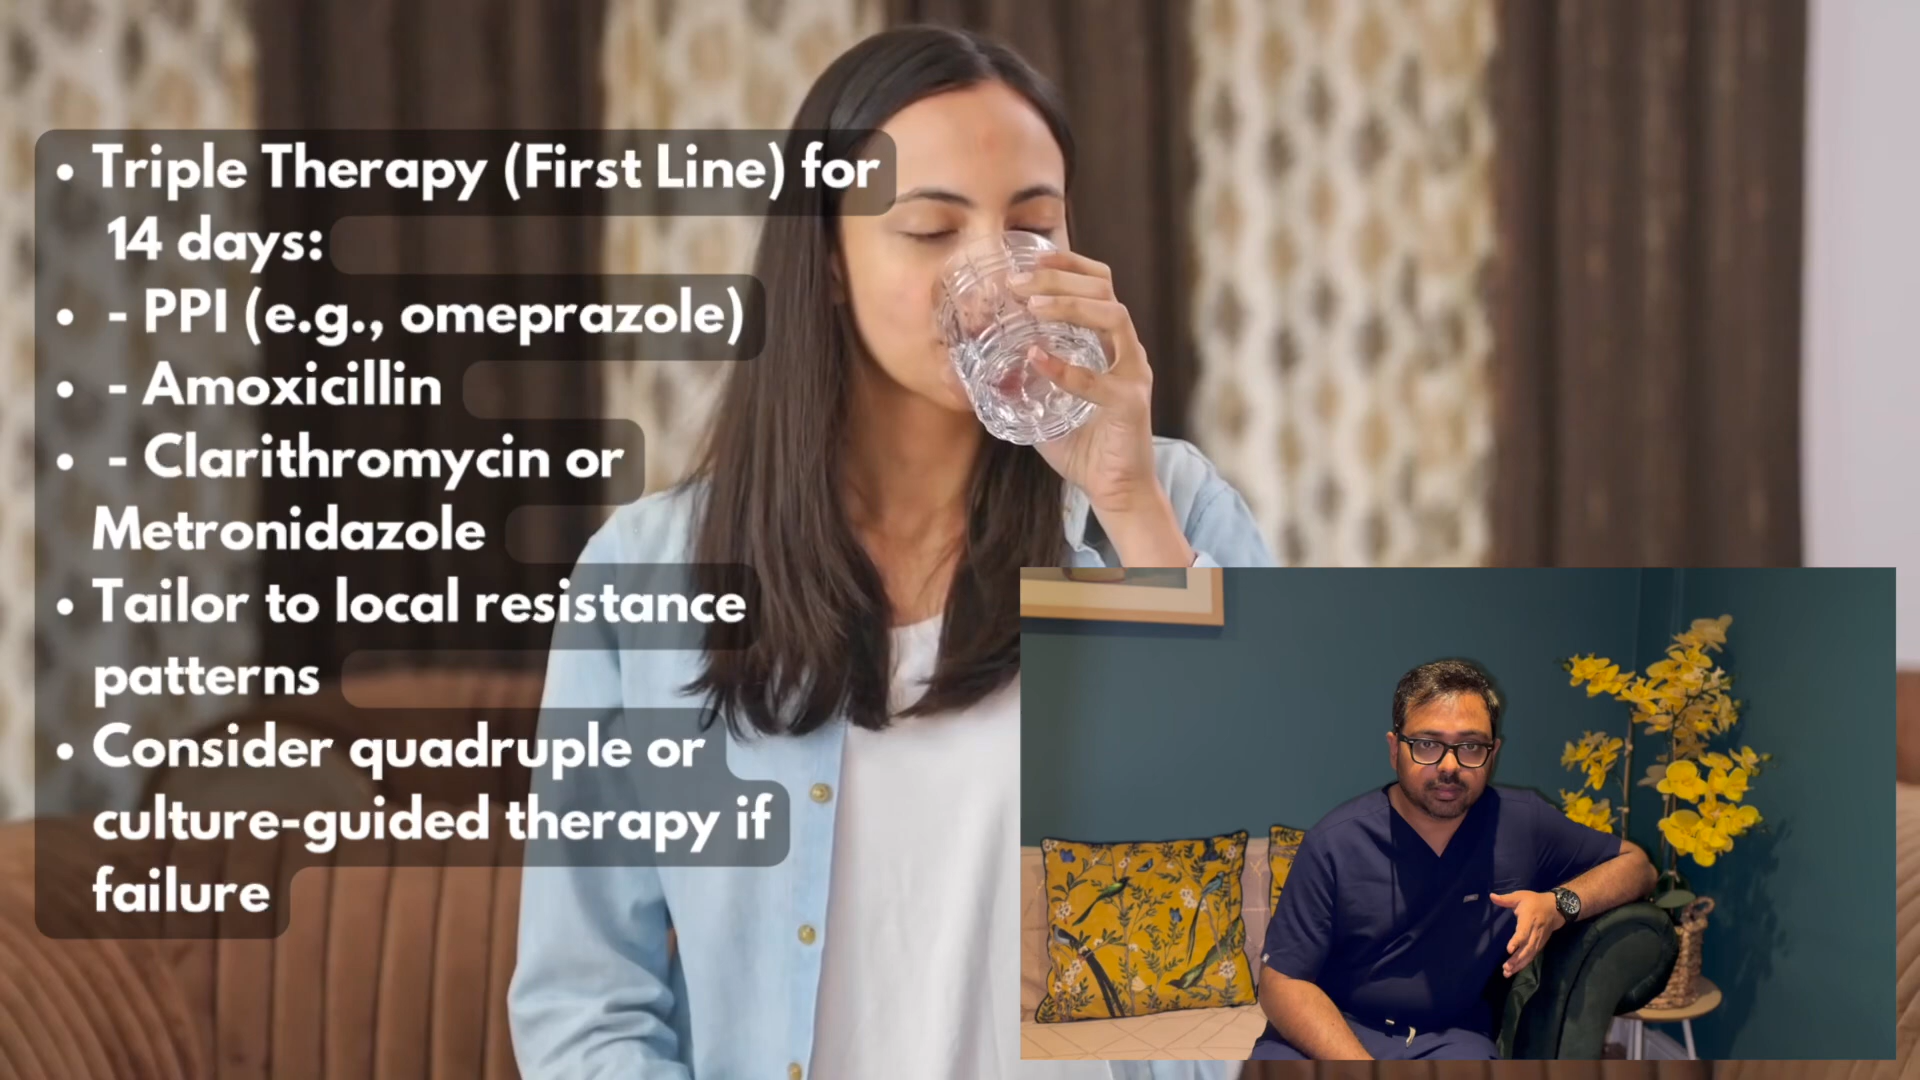 • Triple Therapy (First Line) for
14 days:
• - PPI (e.g., omeprazole)
• - Amoxicillin
• - Clarithromycin or
Metronidazole
• Tailor to local resistance
patterns
• Consider quadruple or
culture-guided therapy if
failure